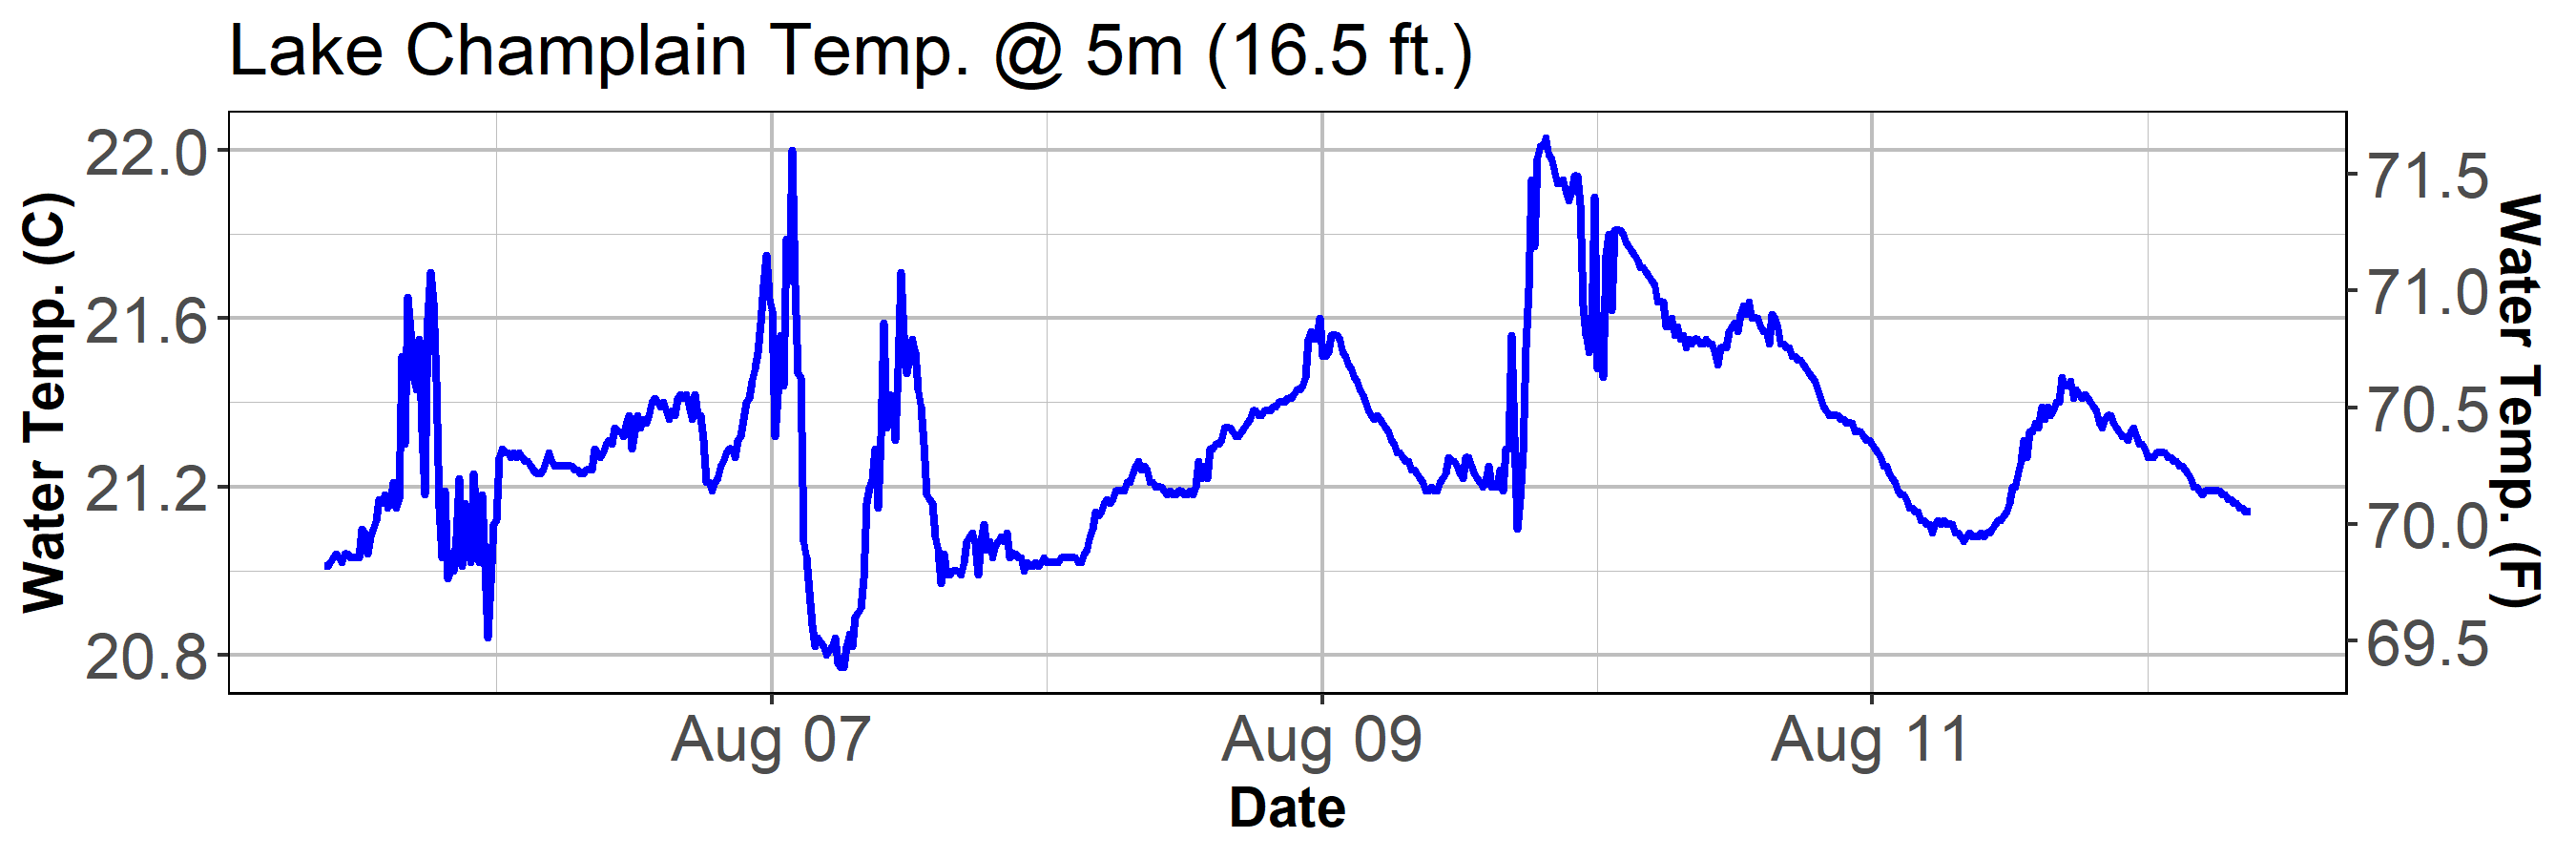 Lake Champlain Temp. @ 5m (16.5 ft.)
Water Temp. (C)
22.0
21.6
21.2
20.8
71.5
71.0
70.5
70.0
69.5
Water Temp. (F)
Aug 07 Aug 09 Aug 11
Date